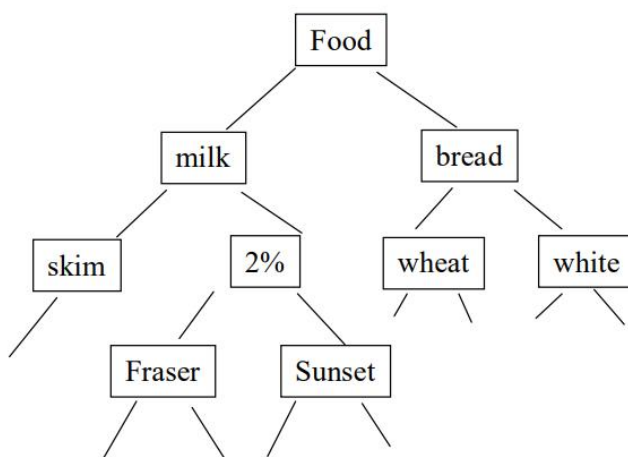 Food
milk
bread
skim
2%
wheat
white
Fraser
Sunset